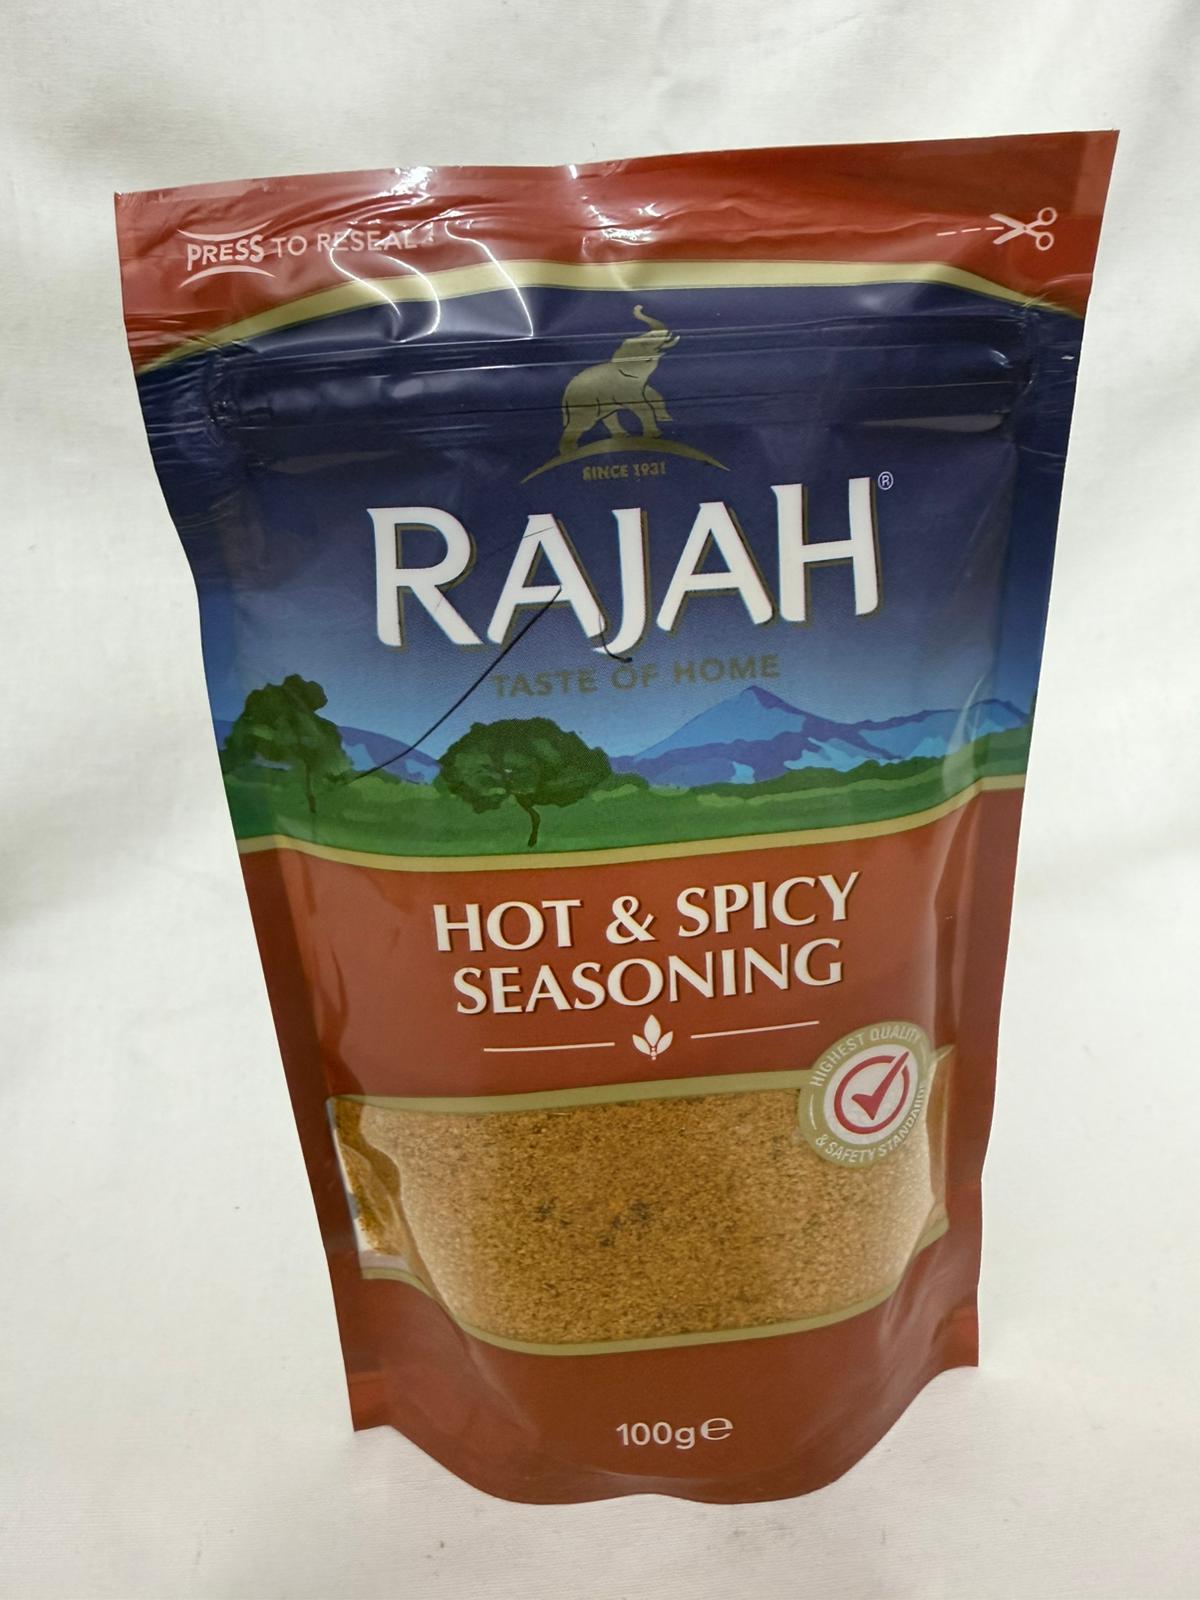 PRESS TO RESEAL
SINCE 1931
RAJAH®
TASTE OF HOME
HOT & SPICY
SEASONING
HIGHEST QUALITY
& SAFETY STANDARDS
100g℮